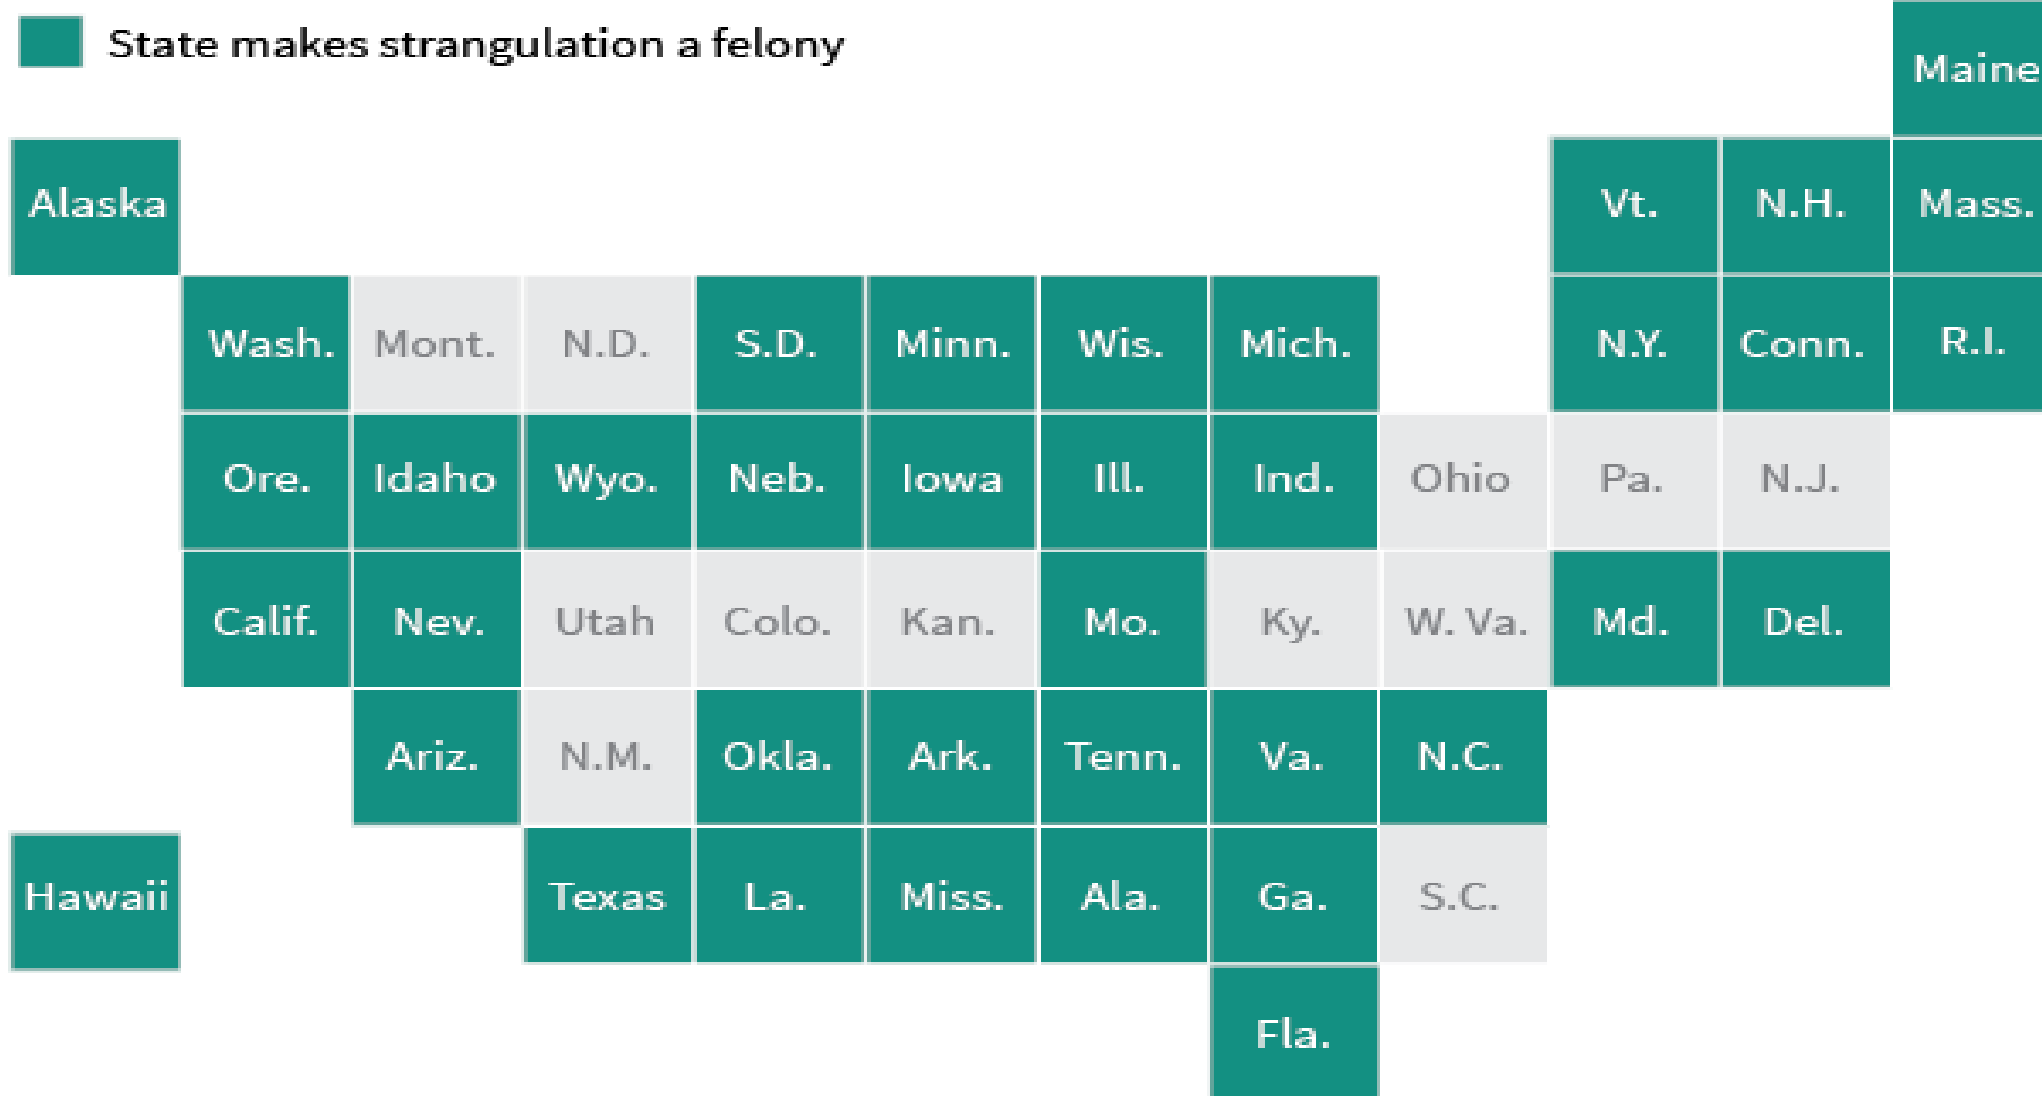 State makes strangulation a felony
Maine
Alaska Vt. N.H. Mass.
Wash. Mont. N.D. S.D. Minn. Wis. Mich. N.Y. Conn. R.I.
Ore. Idaho Wyo. Neb. Iowa Ill. Ind. Ohio Pa. N.J.
Calif. Nev. Utah Colo. Kan. Mo. Ky. W. Va. Md. Del.
Ariz. N.M. Okla. Ark. Tenn. Va. N.C.
Hawaii Texas La. Miss. Ala. Ga. S.C.
Fla.